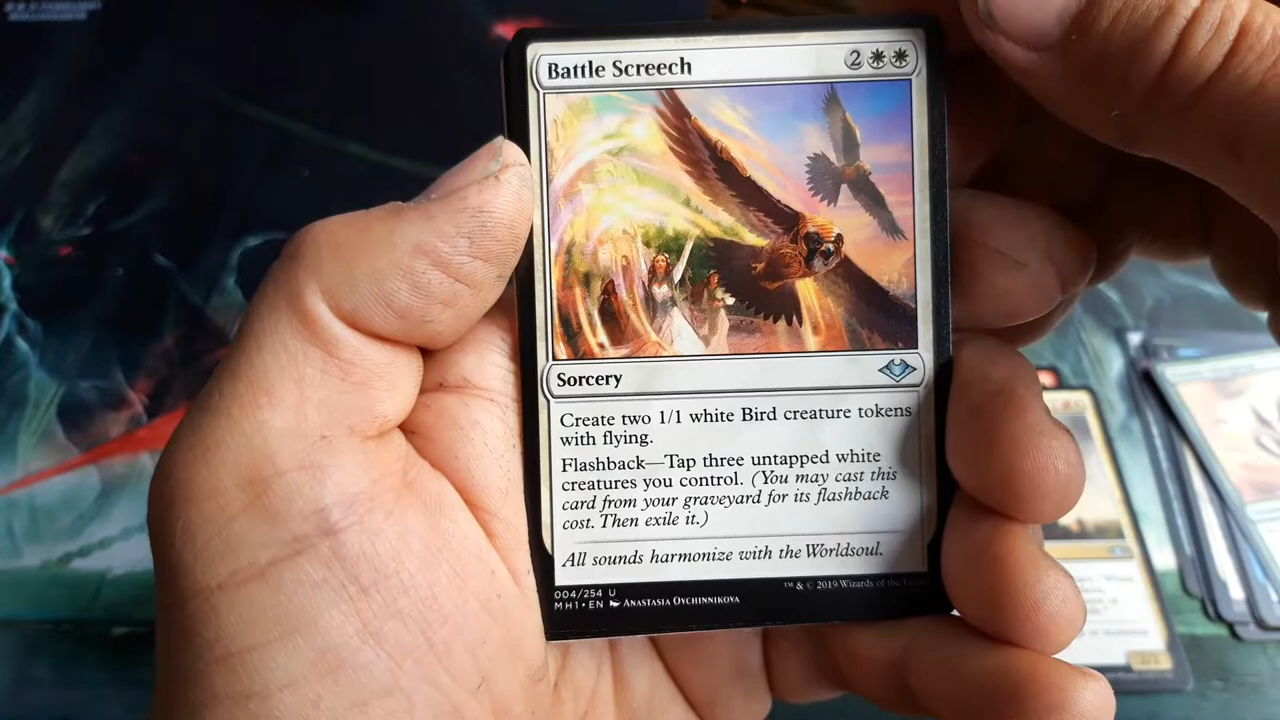 Battle Screech 2
Sorcery
Create two 1/1 white Bird creature tokens
with flying.
Flashback—Tap three untapped white
creatures you control. (You may cast this
card from your graveyard for its flashback
cost. Then exile it.)
All sounds harmonize with the Worldsoul.
004/254 U
MH1 • EN ANASTASIA OVCHINNIKOVA
™ & © 2019 Wizards of the